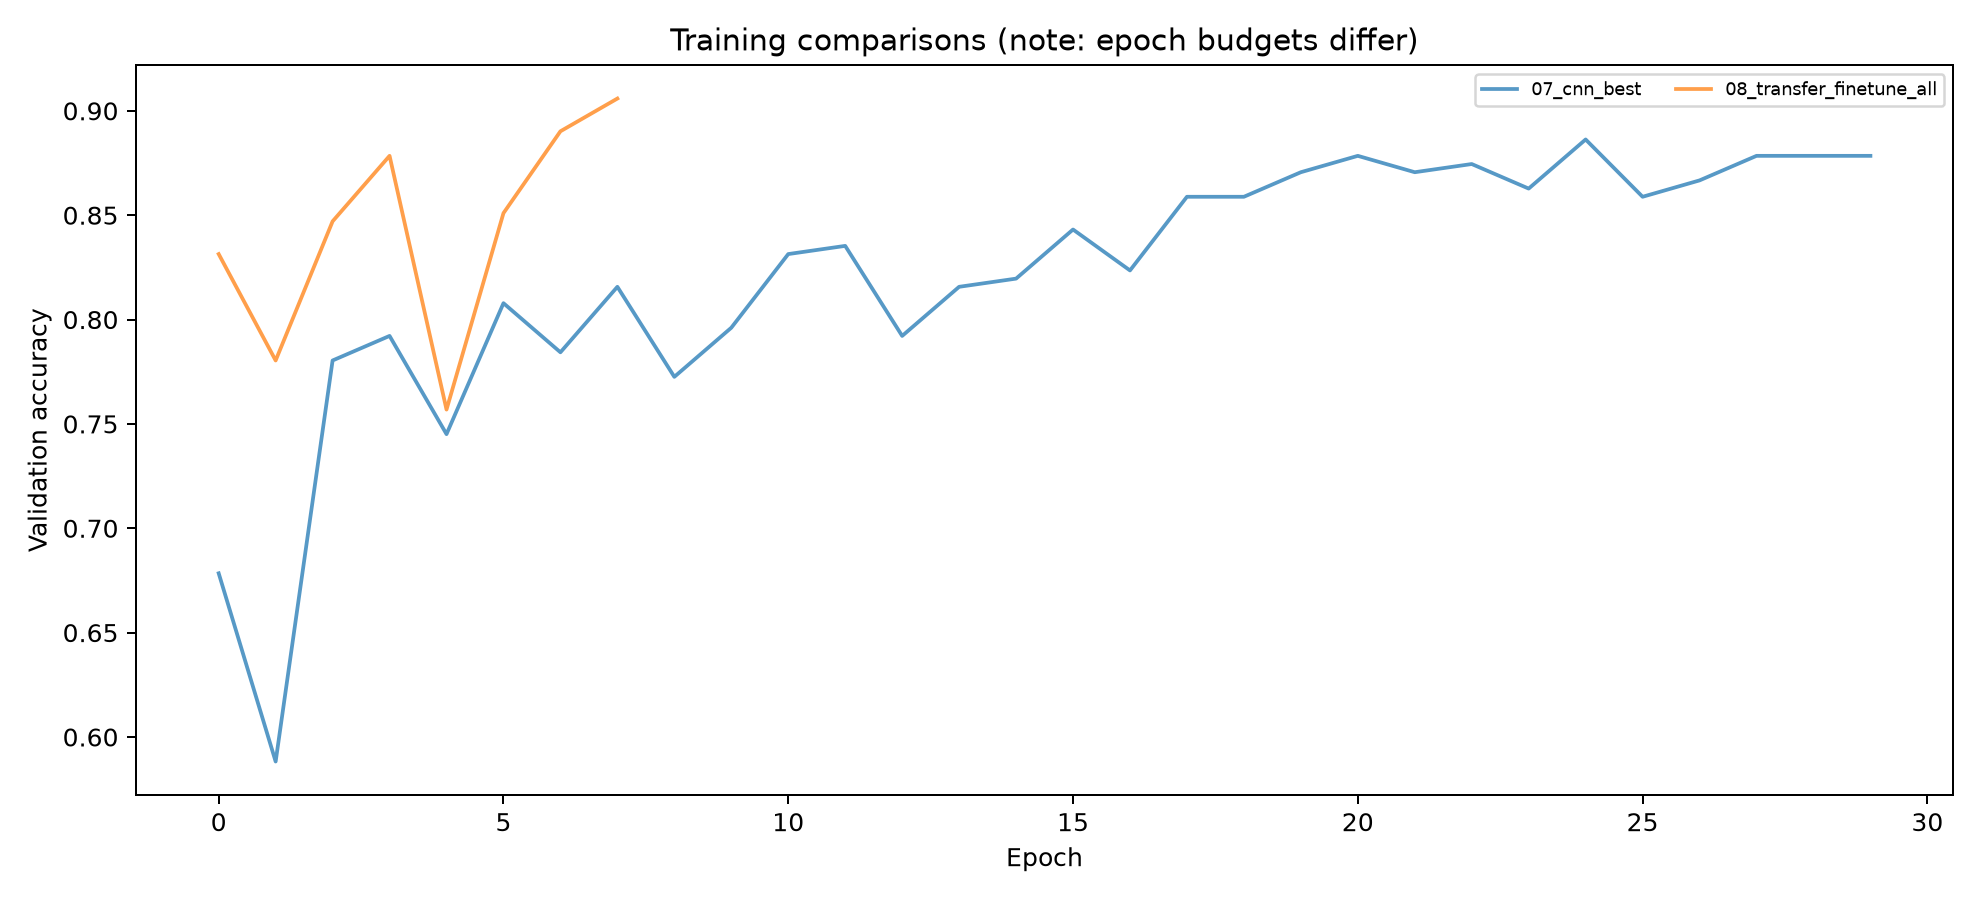 Training comparisons (note: epoch budgets differ)
07_cnn_best
08_transfer_finetune_all
Validation accuracy
0.90
0.85
0.80
0.75
0.70
0.65
0.60
0
5
10
15
20
25
30
Epoch